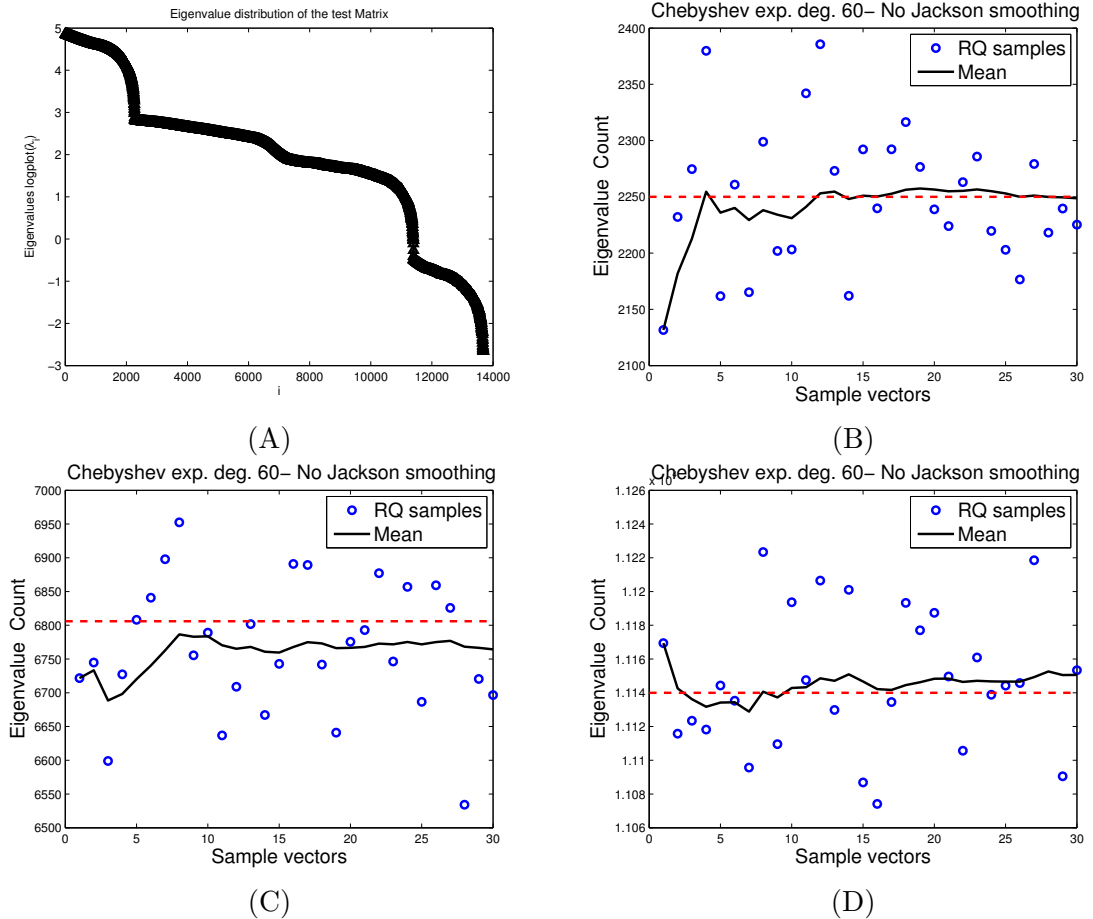 Eigenvalue distribution of the test Matrix
Eigenvalues logplot(λi)
5
4
3
2
1
0
−1
−2
−3
0 2000 4000 6000 8000 10000 12000 14000
i
(A)
Chebyshev exp. deg. 60− No Jackson smoothing
RQ samples
Mean
Eigenvalue Count
2400
2350
2300
2250
2200
2150
2100
0 5 10 15 20 25 30
Sample vectors
(B)
Chebyshev exp. deg. 60− No Jackson smoothing
RQ samples
Mean
Eigenvalue Count
7000
6950
6900
6850
6800
6750
6700
6650
6600
6550
6500
0 5 10 15 20 25 30
Sample vectors
(C)
Chebyshev exp. deg. 60− No Jackson smoothing
RQ samples
Mean
Eigenvalue Count
1.126
1.124
1.122
1.12
1.118
1.116
1.114
1.112
1.11
1.108
1.106
0 5 10 15 20 25 30
Sample vectors
(D)